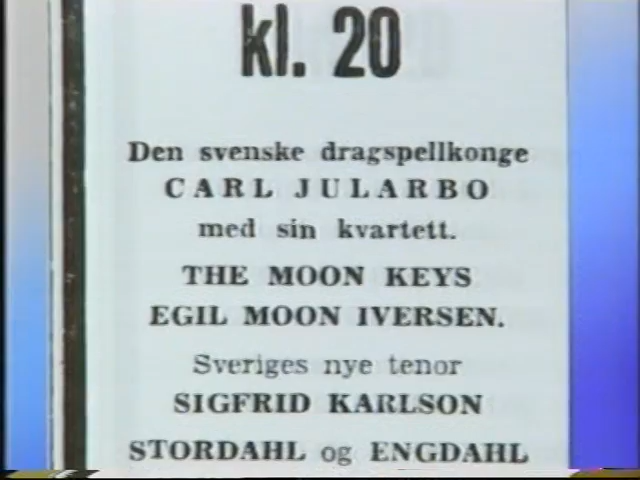 kl. 20
Den svenske dragspellkonge
CARL JULARBO
med sin kvartett.
THE MOON KEYS
EGIL MOON IVERSEN.
Sveriges nye tenor
SIGFRID KARLSON
STORDAHL og ENGDAHL